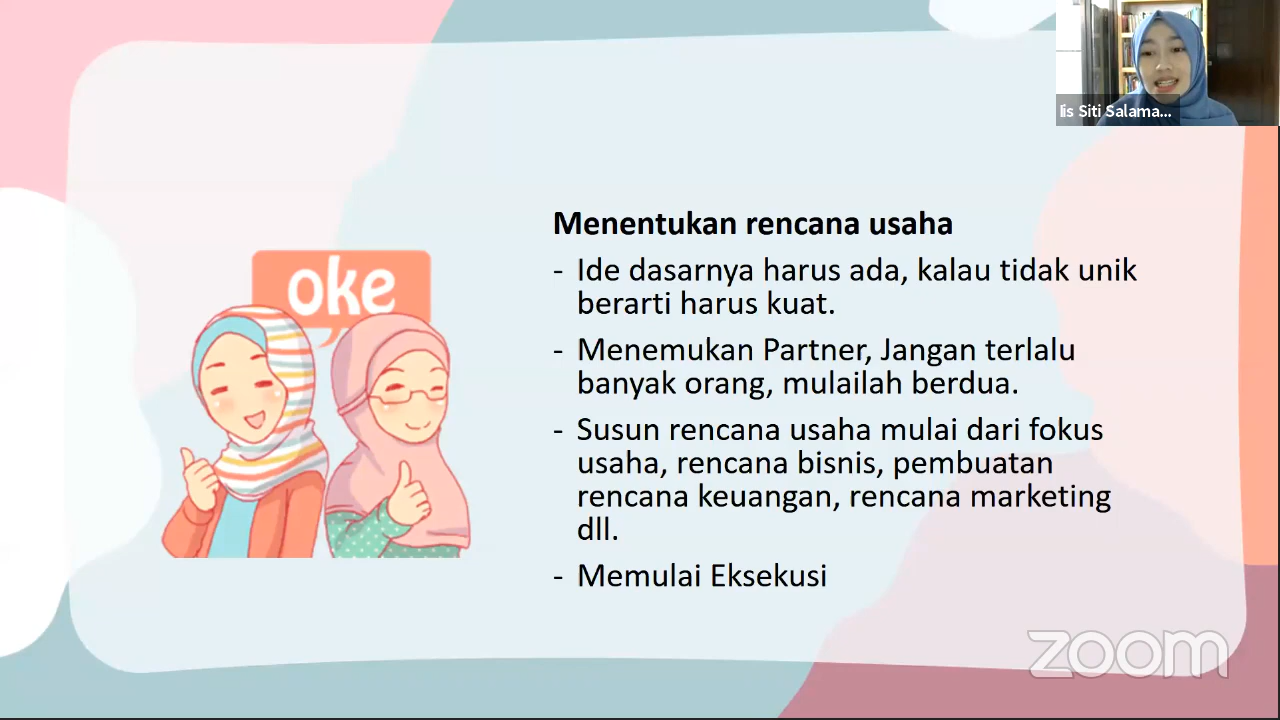 Iis Siti Salama...
oke
Menentukan rencana usaha
- Ide dasarnya harus ada, kalau tidak unik
berarti harus kuat.
- Menemukan Partner, Jangan terlalu
banyak orang, mulailah berdua.
- Susun rencana usaha mulai dari fokus
usaha, rencana bisnis, pembuatan
rencana keuangan, rencana marketing
dll.
- Memulai Eksekusi
zoom